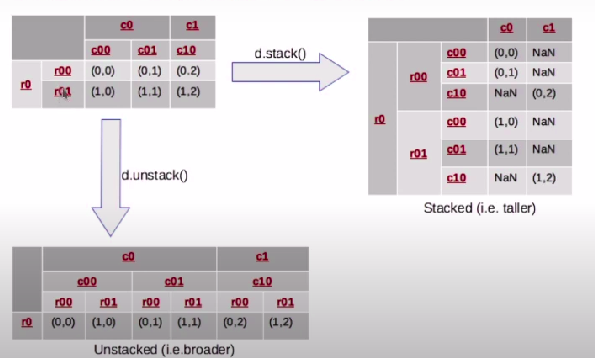 c0 c1
c00 c01 c10
r0 r00 (0,0) (0,1) (0.2)
r01 (1,0) (1,1) (1,2)
d.stack()
c0 c1
r0 r00 c00 (0,0) NaN
c01 (0,1) NaN
c10 NaN (0,2)
r01 c00 (1,0) NaN
c01 (1,1) NaN
c10 NaN (1,2)
Stacked (i.e. taller)
d.unstack()
c0 c1
c00 c01 c10
r00 r01 r00 r01 r00 r01
r0 (0,0) (1,0) (0,1) (1,1) (0,2) (1,2)
Unstacked (i.e.broader)